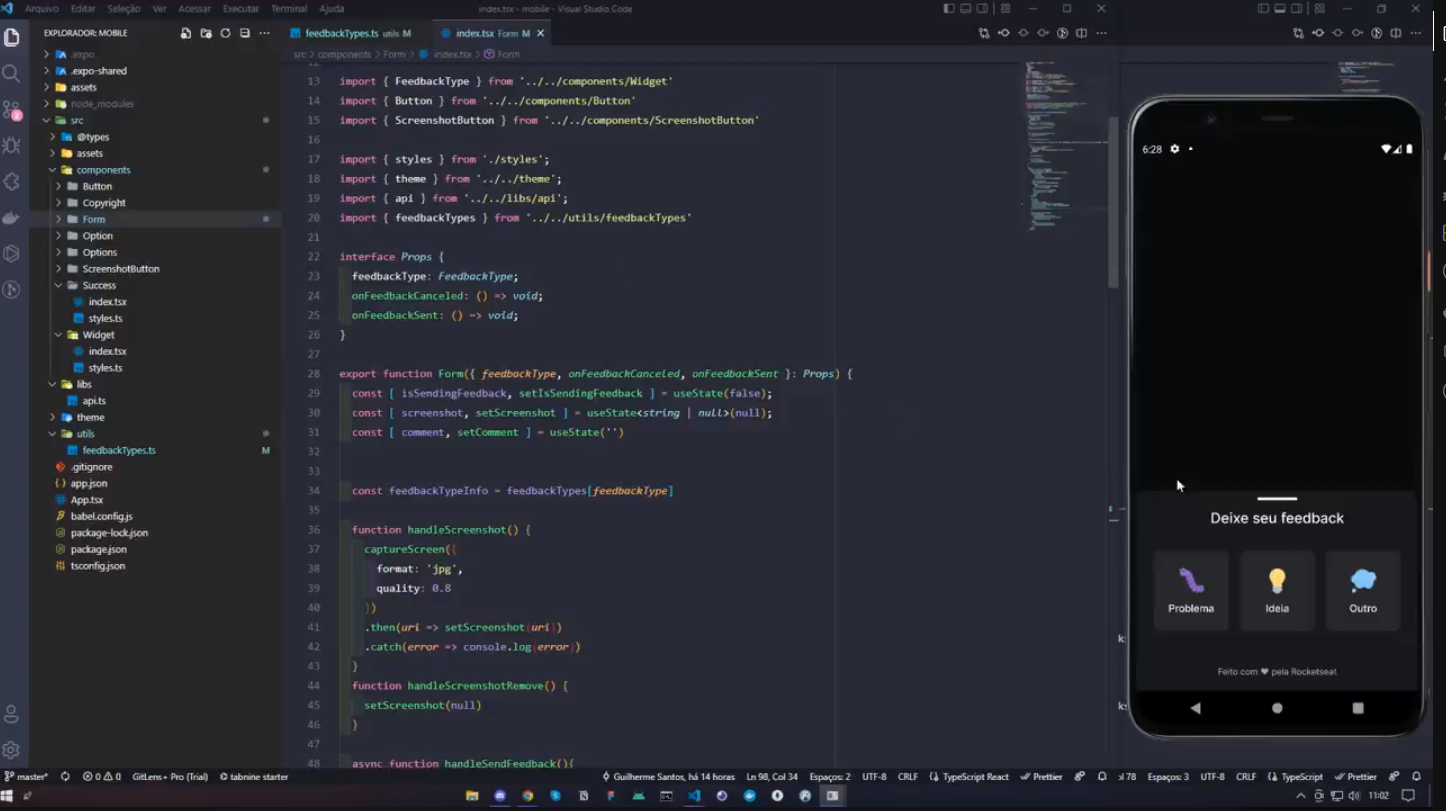 Arquivo Editar Seleção Ver Acessar Executar Terminal Ajuda
index.tsx - mobile - Visual Studio Code
EXPLORADOR: MOBILE
.expo
.expo-shared
assets
node_modules
src
@types
assets
components
Button
Copyright
Form
Option
Options
ScreenshotButton
Success
index.tsx
styles.ts
Widget
index.tsx
styles.ts
libs
api.ts
theme
utils
feedbackTypes.ts M
.gitignore
app.json
App.tsx
babel.config.js
package-lock.json
package.json
tsconfig.json
feedbackTypes.ts utils M
index.tsx Form M
src > components > Form > index.tsx > Form
13 import { FeedbackType } from '../../components/Widget'
14 import { Button } from '../../components/Button'
15 import { ScreenshotButton } from '../../components/ScreenshotButton'
16
17 import { styles } from './styles';
18 import { theme } from '../../theme';
19 import { api } from '../../libs/api';
20 import { feedbackTypes } from '../../utils/feedbackTypes'
21
22 interface Props {
23 feedbackType: FeedbackType;
24 onFeedbackCanceled: () => void;
25 onFeedbackSent: () => void;
26 }
27
28 export function Form({ feedbackType, onFeedbackCanceled, onFeedbackSent }: Props) {
29 const [ isSendingFeedback, setIsSendingFeedback ] = useState(false);
30 const [ screenshot, setScreenshot ] = useState<string | null>(null);
31 const [ comment, setComment ] = useState('')
32
33
34 const feedbackTypeInfo = feedbackTypes[feedbackType]
35
36 function handleScreenshot() {
37 captureScreen({
38 format: 'jpg',
39 quality: 0.8
40 })
41 .then(uri => setScreenshot(uri))
42 .catch(error => console.log(error))
43 }
44 function handleScreenshotRemove() {
45 setScreenshot(null)
46 }
47
48 async function handleSendFeedback(){
6:28
Deixe seu feedback
Problema
Ideia
Outro
Feito com ❤ pela Rocketseat
master* 0 0 GitLens+ Pro (Trial) tabnine starter
Guilherme Santos, há 14 horas Ln 98, Col 34 Espaços: 2 UTF-8 CRLF TypeScript React Prettier
ol 78 Espaços: 3 UTF-8 CRLF TypeScript Prettier
11:02